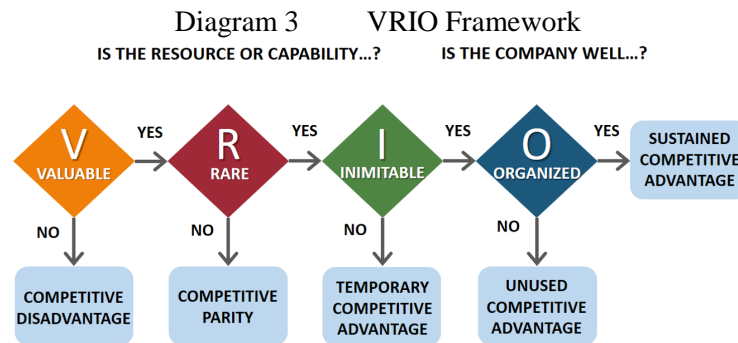 Diagram 3 VRIO Framework
IS THE RESOURCE OR CAPABILITY...? IS THE COMPANY WELL...?
V
VALUABLE
YES
R
RARE
YES
I
INIMITABLE
YES
O
ORGANIZED
YES
SUSTAINED
COMPETITIVE
ADVANTAGE
NO
NO
NO
NO
COMPETITIVE
DISADVANTAGE
COMPETITIVE
PARITY
TEMPORARY
COMPETITIVE
ADVANTAGE
UNUSED
COMPETITIVE
ADVANTAGE